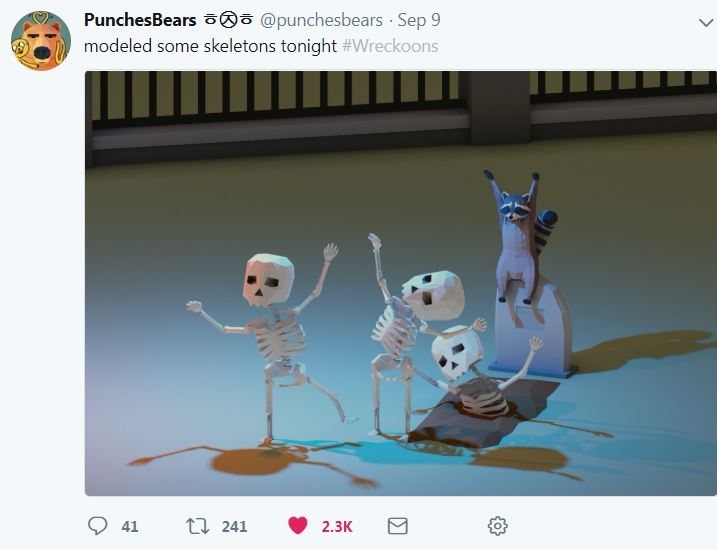 PunchesBears ㅎ㉨ㅎ @punchesbears · Sep 9
modeled some skeletons tonight #Wreckoons
41 241 2.3K